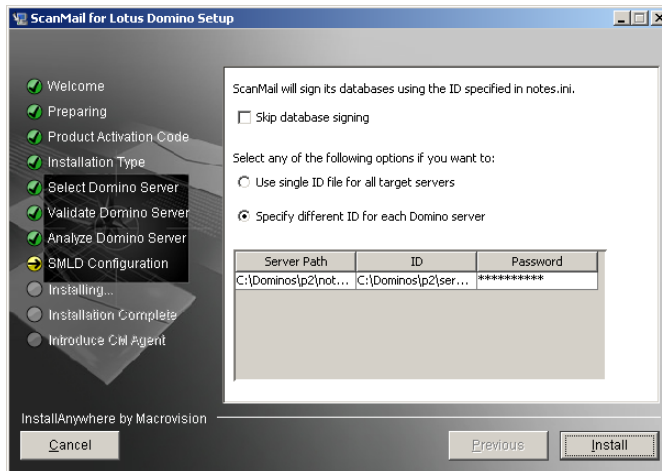 ScanMail for Lotus Domino Setup
Welcome
Preparing
Product Activation Code
Installation Type
Select Domino Server
Validate Domino Server
Analyze Domino Server
SMLD Configuration
Installing...
Installation Complete
Introduce CM Agent
ScanMail will sign its databases using the ID specified in notes.ini.
Skip database signing
Select any of the following options if you want to:
Use single ID file for all target servers
Specify different ID for each Domino server
Server Path ID Password
C:\Dominos\p2\not... C:\Dominos\p2\ser... **********
InstallAnywhere by Macrovision
Cancel Previous Install